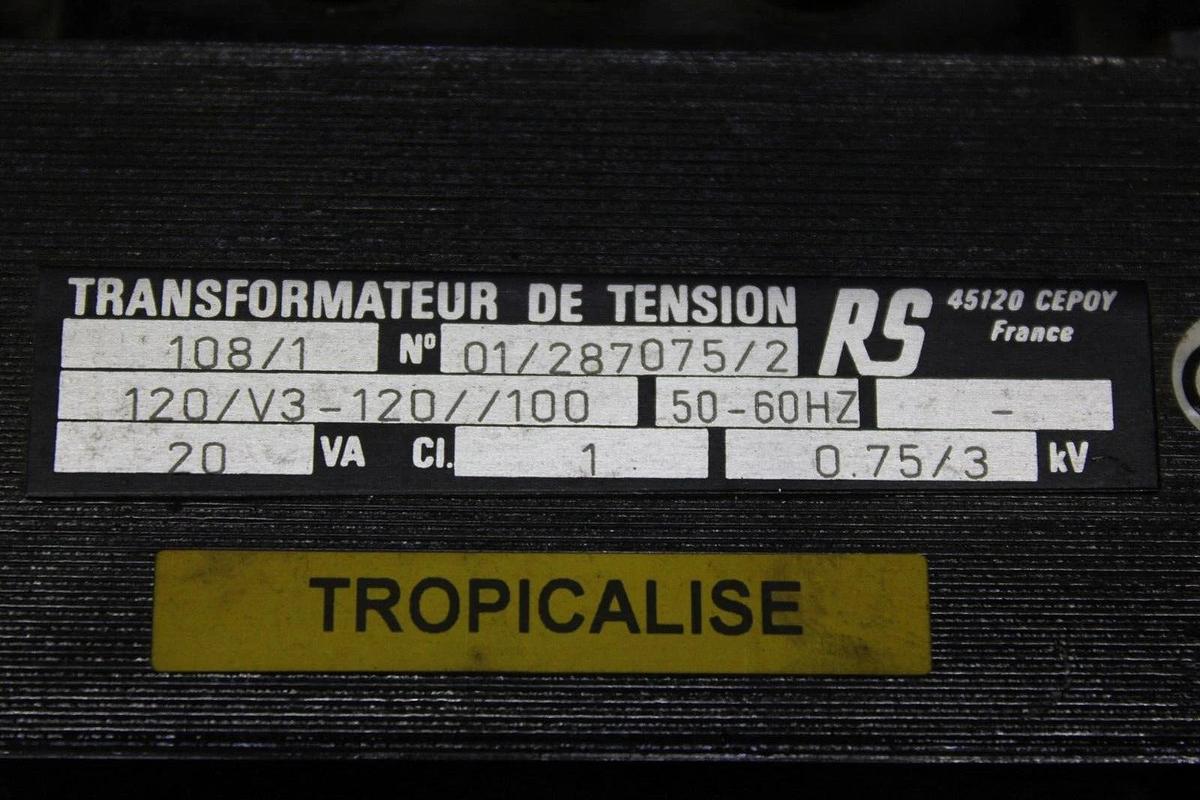 TRANSFORMATEUR DE TENSION RS 45120 CEPOY
France
108/1 Nº 01/287075/2
120/V3-120//100 50-60HZ -
20 VA Cl. 1 0.75/3 kV
TROPICALISE